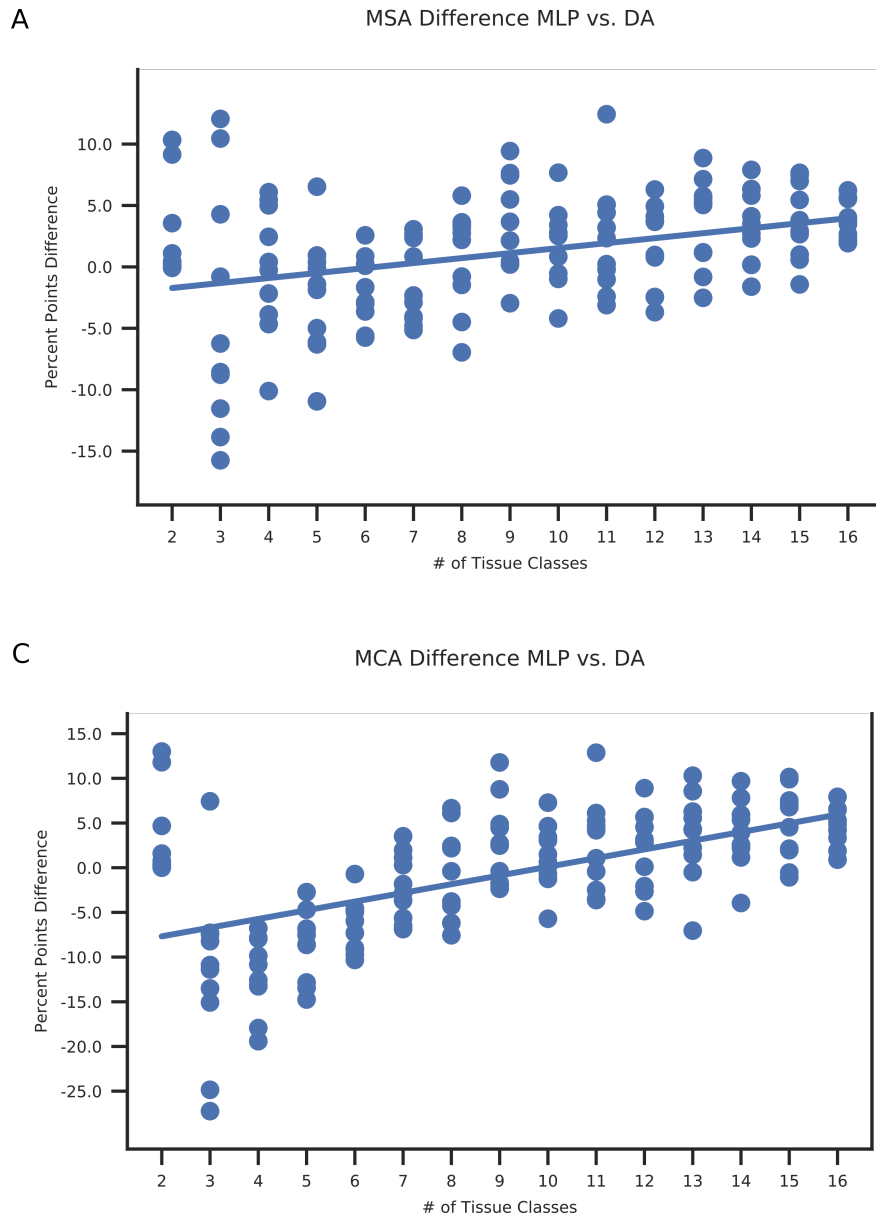 A
MSA Difference MLP vs. DA
10.0
5.0
0.0
-5.0
-10.0
-15.0
Percent Points Difference
2 3 4 5 6 7 8 9 10 11 12 13 14 15 16
# of Tissue Classes
C
MCA Difference MLP vs. DA
15.0
10.0
5.0
0.0
-5.0
-10.0
-15.0
-20.0
-25.0
Percent Points Difference
2 3 4 5 6 7 8 9 10 11 12 13 14 15 16
# of Tissue Classes